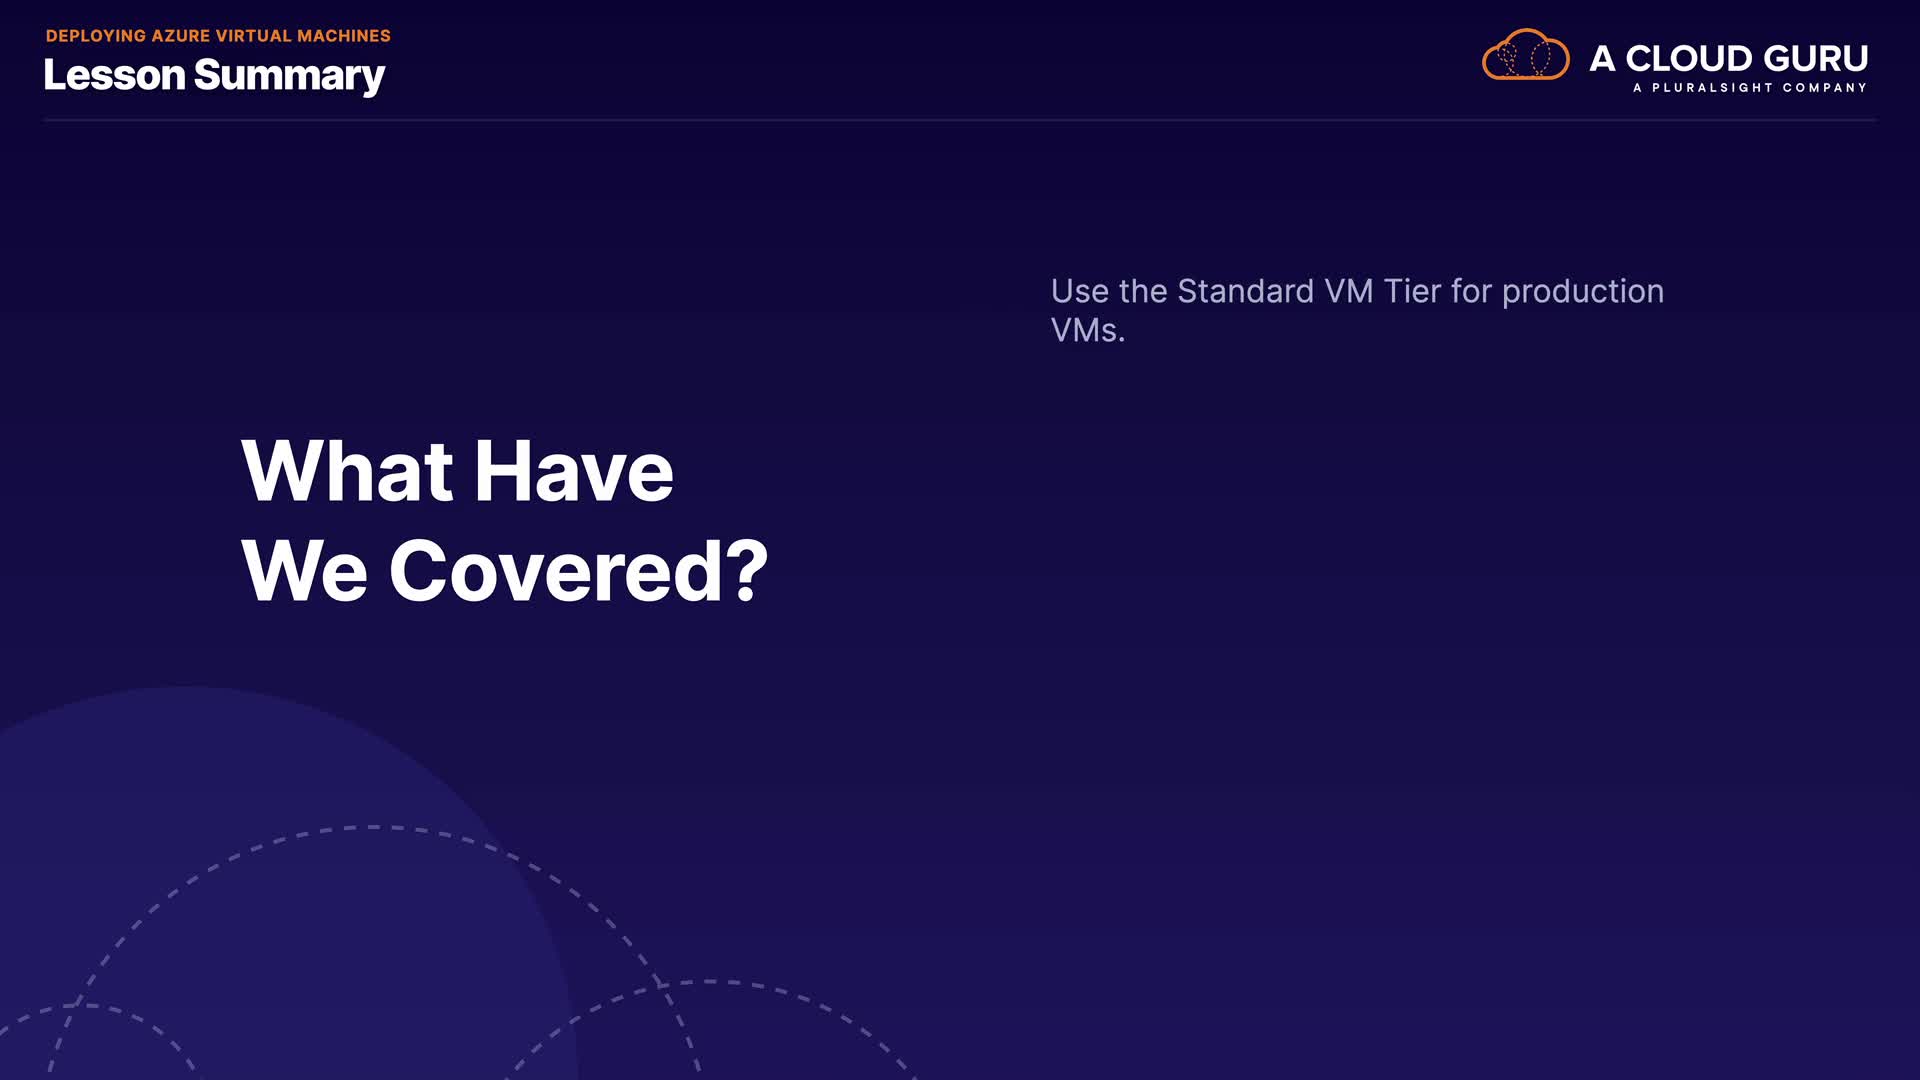 DEPLOYING AZURE VIRTUAL MACHINES
Lesson Summary
A CLOUD GURU
A PLURALSIGHT COMPANY
Use the Standard VM Tier for production
VMs.
What Have
We Covered?